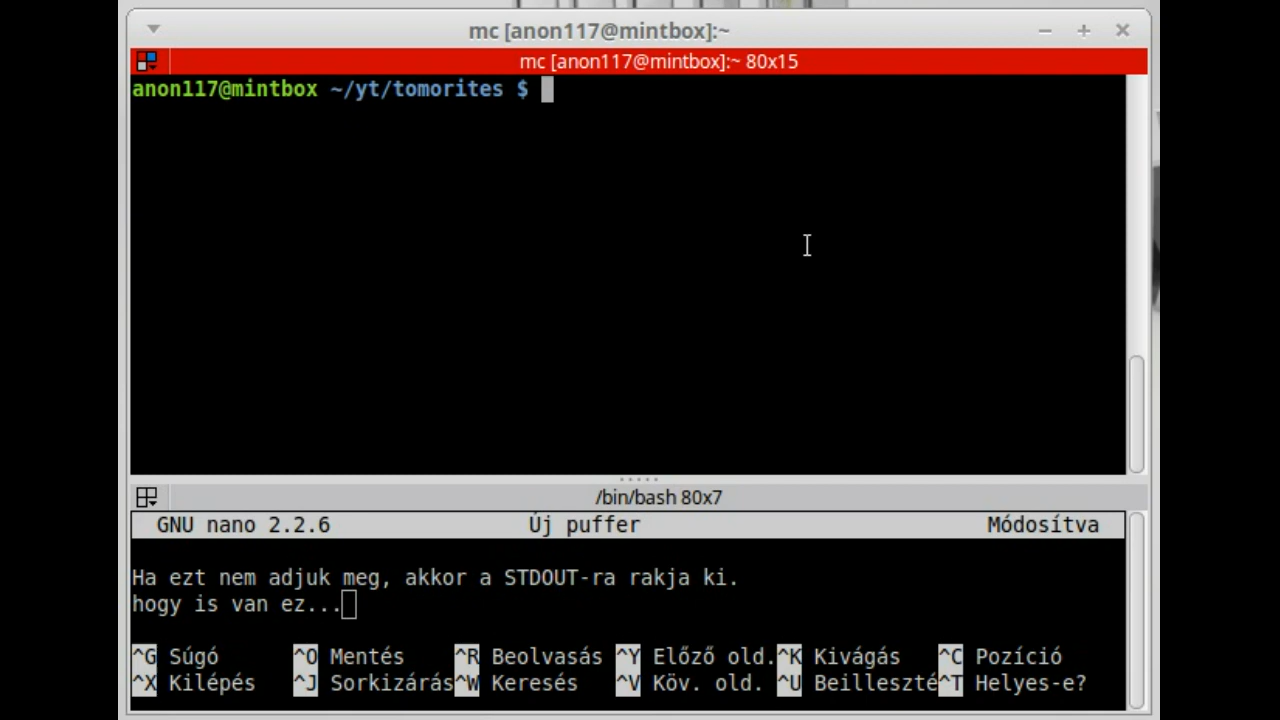 mc [anon117@mintbox]:~
mc [anon117@mintbox]:~ 80x15
anon117@mintbox ~/yt/tomorites $
/bin/bash 80x7
GNU nano 2.2.6 Új puffer Módosítva
Ha ezt nem adjuk meg, akkor a STDOUT-ra rakja ki.
hogy is van ez...
^G Súgó ^O Mentés ^R Beolvasás ^Y Előző old. ^K Kivágás ^C Pozíció
^X Kilépés ^J Sorkizárás ^W Keresés ^V Köv. old. ^U Beilleszté ^T Helyes-e?